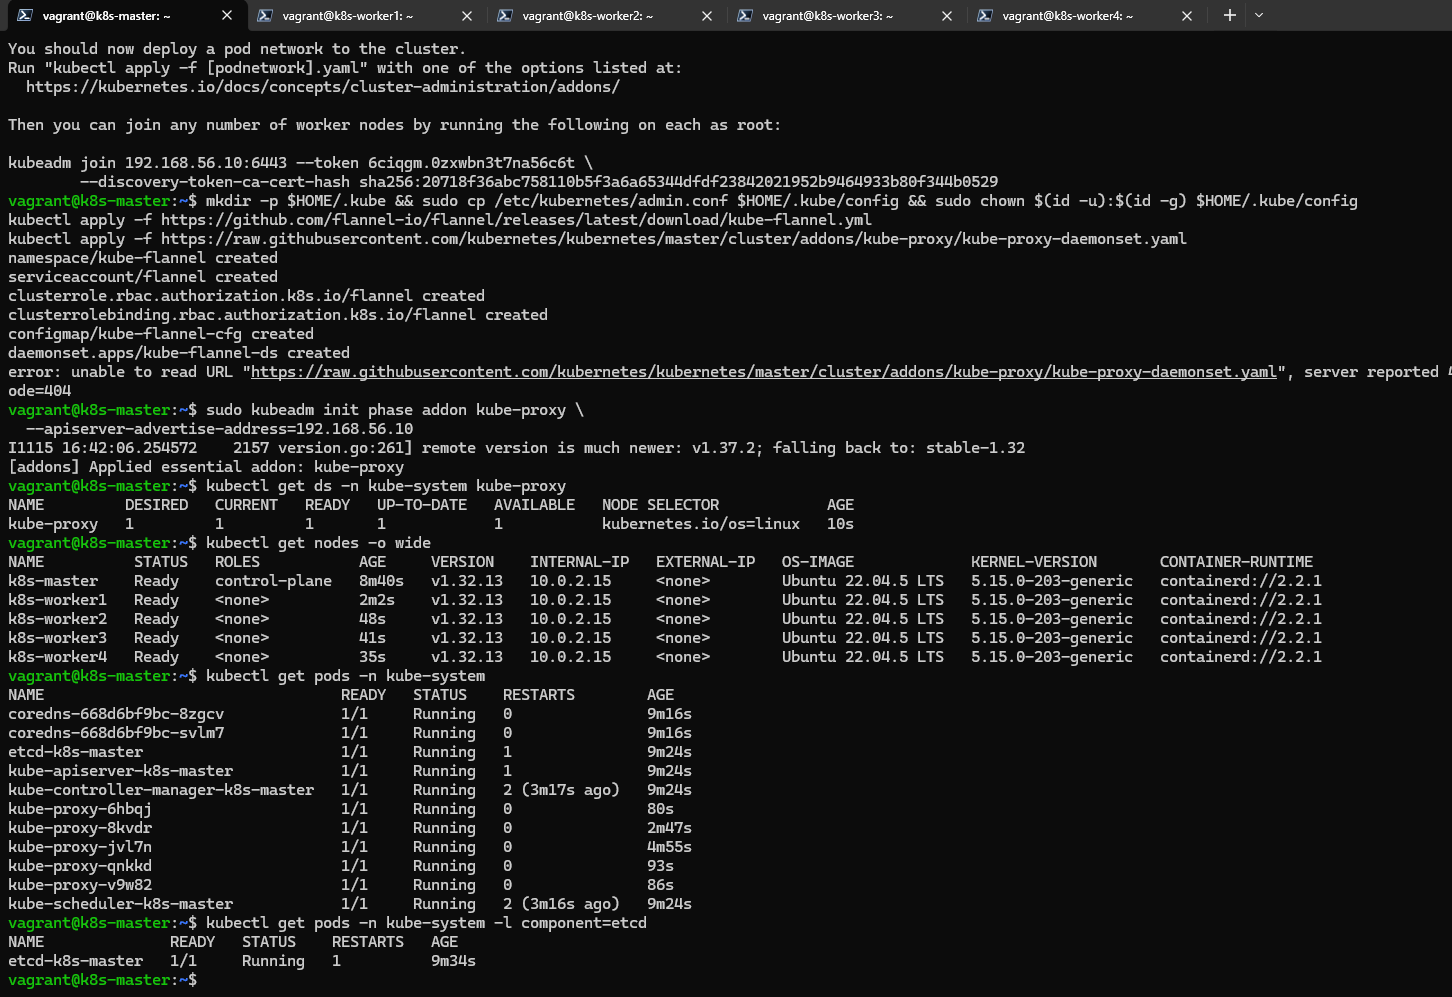 vagrant@k8s-master: ~
vagrant@k8s-worker1: ~
vagrant@k8s-worker2: ~
vagrant@k8s-worker3: ~
vagrant@k8s-worker4: ~
You should now deploy a pod network to the cluster.
Run "kubectl apply -f [podnetwork].yaml" with one of the options listed at:
  https://kubernetes.io/docs/concepts/cluster-administration/addons/

Then you can join any number of worker nodes by running the following on each as root:

kubeadm join 192.168.56.10:6443 --token 6ciqgm.0zxwbn3t7na56c6t \
        --discovery-token-ca-cert-hash sha256:20718f36abc758110b5f3a6a65344dfdf23842021952b9464933b80f344b0529
vagrant@k8s-master:~$ mkdir -p $HOME/.kube && sudo cp /etc/kubernetes/admin.conf $HOME/.kube/config && sudo chown $(id -u):$(id -g) $HOME/.kube/config
kubectl apply -f https://github.com/flannel-io/flannel/releases/latest/download/kube-flannel.yml
kubectl apply -f https://raw.githubusercontent.com/kubernetes/kubernetes/master/cluster/addons/kube-proxy/kube-proxy-daemonset.yaml
namespace/kube-flannel created
serviceaccount/flannel created
clusterrole.rbac.authorization.k8s.io/flannel created
clusterrolebinding.rbac.authorization.k8s.io/flannel created
configmap/kube-flannel-cfg created
daemonset.apps/kube-flannel-ds created
error: unable to read URL "https://raw.githubusercontent.com/kubernetes/kubernetes/master/cluster/addons/kube-proxy/kube-proxy-daemonset.yaml", server reported
ode=404
vagrant@k8s-master:~$ sudo kubeadm init phase addon kube-proxy \
  --apiserver-advertise-address=192.168.56.10
I1115 16:42:06.254572    2157 version.go:261] remote version is much newer: v1.37.2; falling back to: stable-1.32
[addons] Applied essential addon: kube-proxy
vagrant@k8s-master:~$ kubectl get ds -n kube-system kube-proxy
NAME         DESIRED   CURRENT   READY   UP-TO-DATE   AVAILABLE   NODE SELECTOR            AGE
kube-proxy   1         1         1       1            1           kubernetes.io/os=linux   10s
vagrant@k8s-master:~$ kubectl get nodes -o wide
NAME          STATUS   ROLES           AGE     VERSION    INTERNAL-IP   EXTERNAL-IP   OS-IMAGE             KERNEL-VERSION      CONTAINER-RUNTIME
k8s-master    Ready    control-plane   8m40s   v1.32.13   10.0.2.15     <none>        Ubuntu 22.04.5 LTS   5.15.0-203-generic   containerd://2.2.1
k8s-worker1   Ready    <none>          2m2s    v1.32.13   10.0.2.15     <none>        Ubuntu 22.04.5 LTS   5.15.0-203-generic   containerd://2.2.1
k8s-worker2   Ready    <none>          48s     v1.32.13   10.0.2.15     <none>        Ubuntu 22.04.5 LTS   5.15.0-203-generic   containerd://2.2.1
k8s-worker3   Ready    <none>          41s     v1.32.13   10.0.2.15     <none>        Ubuntu 22.04.5 LTS   5.15.0-203-generic   containerd://2.2.1
k8s-worker4   Ready    <none>          35s     v1.32.13   10.0.2.15     <none>        Ubuntu 22.04.5 LTS   5.15.0-203-generic   containerd://2.2.1
vagrant@k8s-master:~$ kubectl get pods -n kube-system
NAME                                 READY   STATUS    RESTARTS        AGE
coredns-668d6bf9bc-8zgcv             1/1     Running   0               9m16s
coredns-668d6bf9bc-svlm7             1/1     Running   0               9m16s
etcd-k8s-master                      1/1     Running   1               9m24s
kube-apiserver-k8s-master            1/1     Running   1               9m24s
kube-controller-manager-k8s-master   1/1     Running   2 (3m17s ago)   9m24s
kube-proxy-6hbqj                     1/1     Running   0               80s
kube-proxy-8kvdr                     1/1     Running   0               2m47s
kube-proxy-jvl7n                     1/1     Running   0               4m55s
kube-proxy-qnkkd                     1/1     Running   0               93s
kube-proxy-v9w82                     1/1     Running   0               86s
kube-scheduler-k8s-master            1/1     Running   2 (3m16s ago)   9m24s
vagrant@k8s-master:~$ kubectl get pods -n kube-system -l component=etcd
NAME              READY   STATUS    RESTARTS   AGE
etcd-k8s-master   1/1     Running   1          9m34s
vagrant@k8s-master:~$